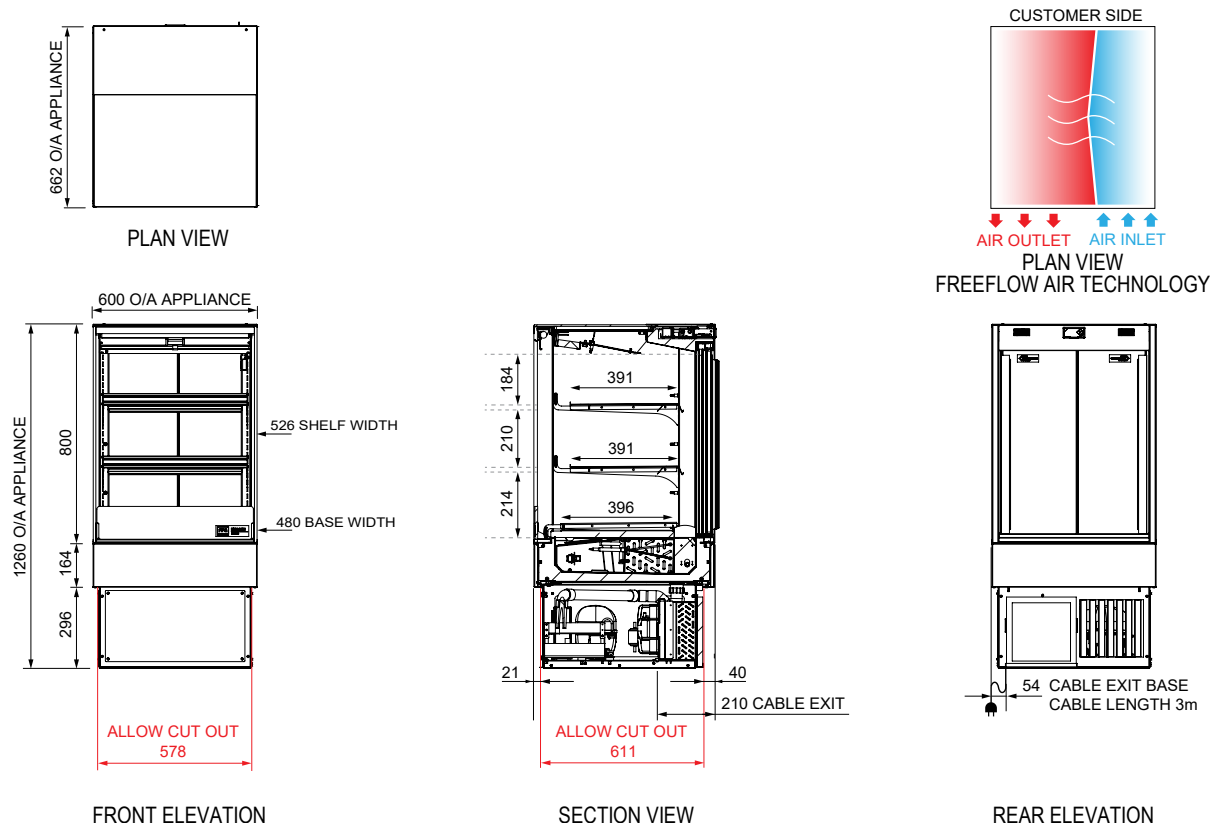 662 O/A APPLIANCE
PLAN VIEW
CUSTOMER SIDE
AIR OUTLET
AIR INLET
PLAN VIEW
FREEFLOW AIR TECHNOLOGY
600 O/A APPLIANCE
1260 O/A APPLIANCE
800
164
296
526 SHELF WIDTH
480 BASE WIDTH
ALLOW CUT OUT
578
FRONT ELEVATION
184
210
214
391
391
396
21
40
210 CABLE EXIT
ALLOW CUT OUT
611
SECTION VIEW
54 CABLE EXIT BASE
CABLE LENGTH 3m
REAR ELEVATION